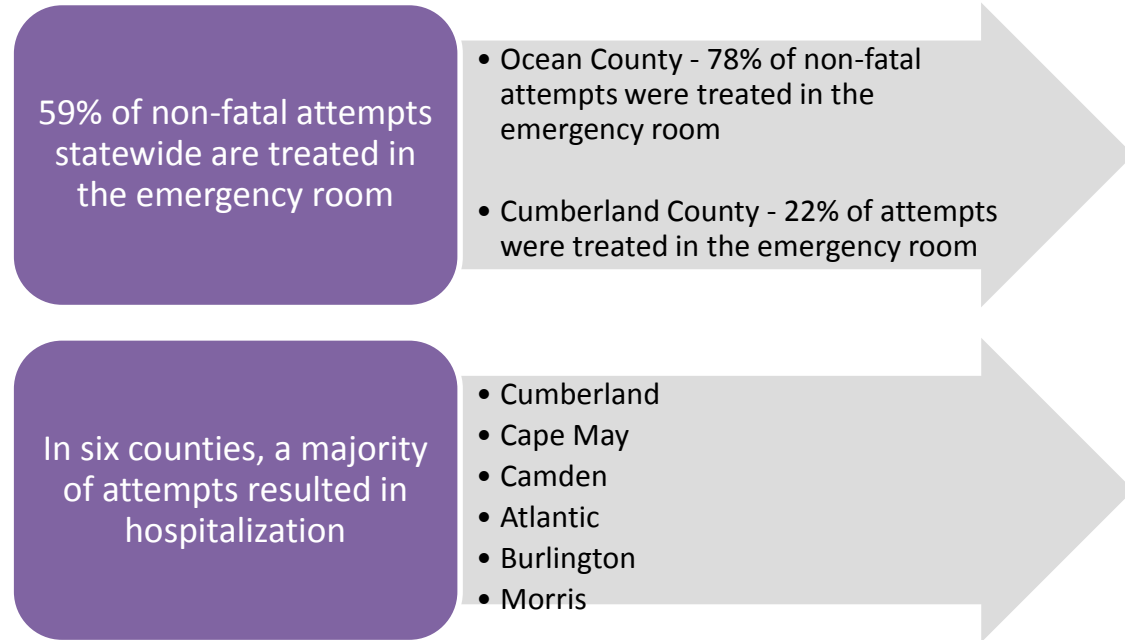 59% of non-fatal attempts
statewide are treated in
the emergency room
• Ocean County - 78% of non-fatal
attempts were treated in the
emergency room
• Cumberland County - 22% of attempts
were treated in the emergency room
In six counties, a majority
of attempts resulted in
hospitalization
• Cumberland
• Cape May
• Camden
• Atlantic
• Burlington
• Morris